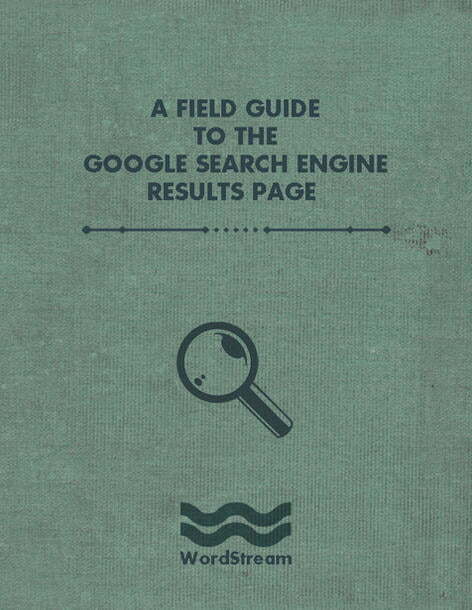 A FIELD GUIDE
TO THE
GOOGLE SEARCH ENGINE
RESULTS PAGE
WordStream